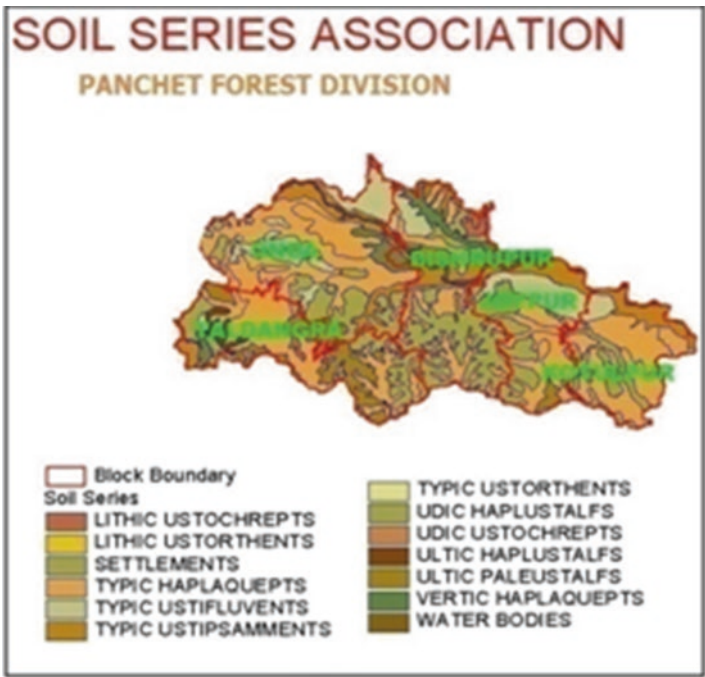 SOIL SERIES ASSOCIATION
PANCHET FOREST DIVISION
Block Boundary
Soil Series
LITHIC USTOCHREPTS
LITHIC USTORTHENTS
SETTLEMENTS
TYPIC HAPLAQUEPTS
TYPIC USTIFLUVENTS
TYPIC USTIPSAMMENTS
TYPIC USTORTHENTS
UDIC HAPLUSTALFS
UDIC USTOCHREPTS
ULTIC HAPLUSTALFS
ULTIC PALEUSTALFS
VERTIC HAPLAQUEPTS
WATER BODIES